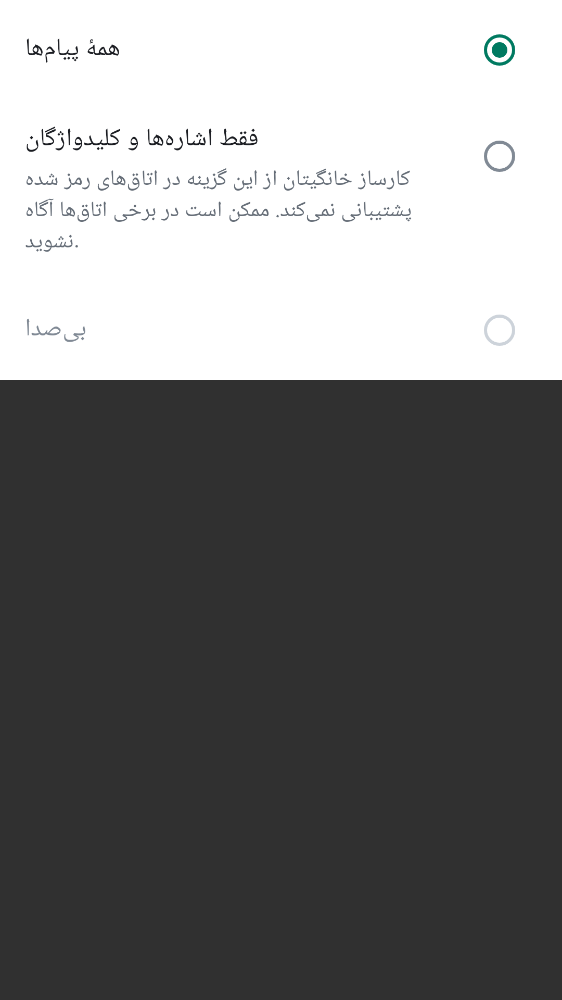 همهٔ پیام‌ها
فقط اشاره‌ها و کلیدواژگان
کارساز خانگیتان از این گزینه در اتاق‌های رمز شده
پشتیبانی نمی‌کند. ممکن است در برخی اتاق‌ها آگاه
نشوید.
بی‌صدا